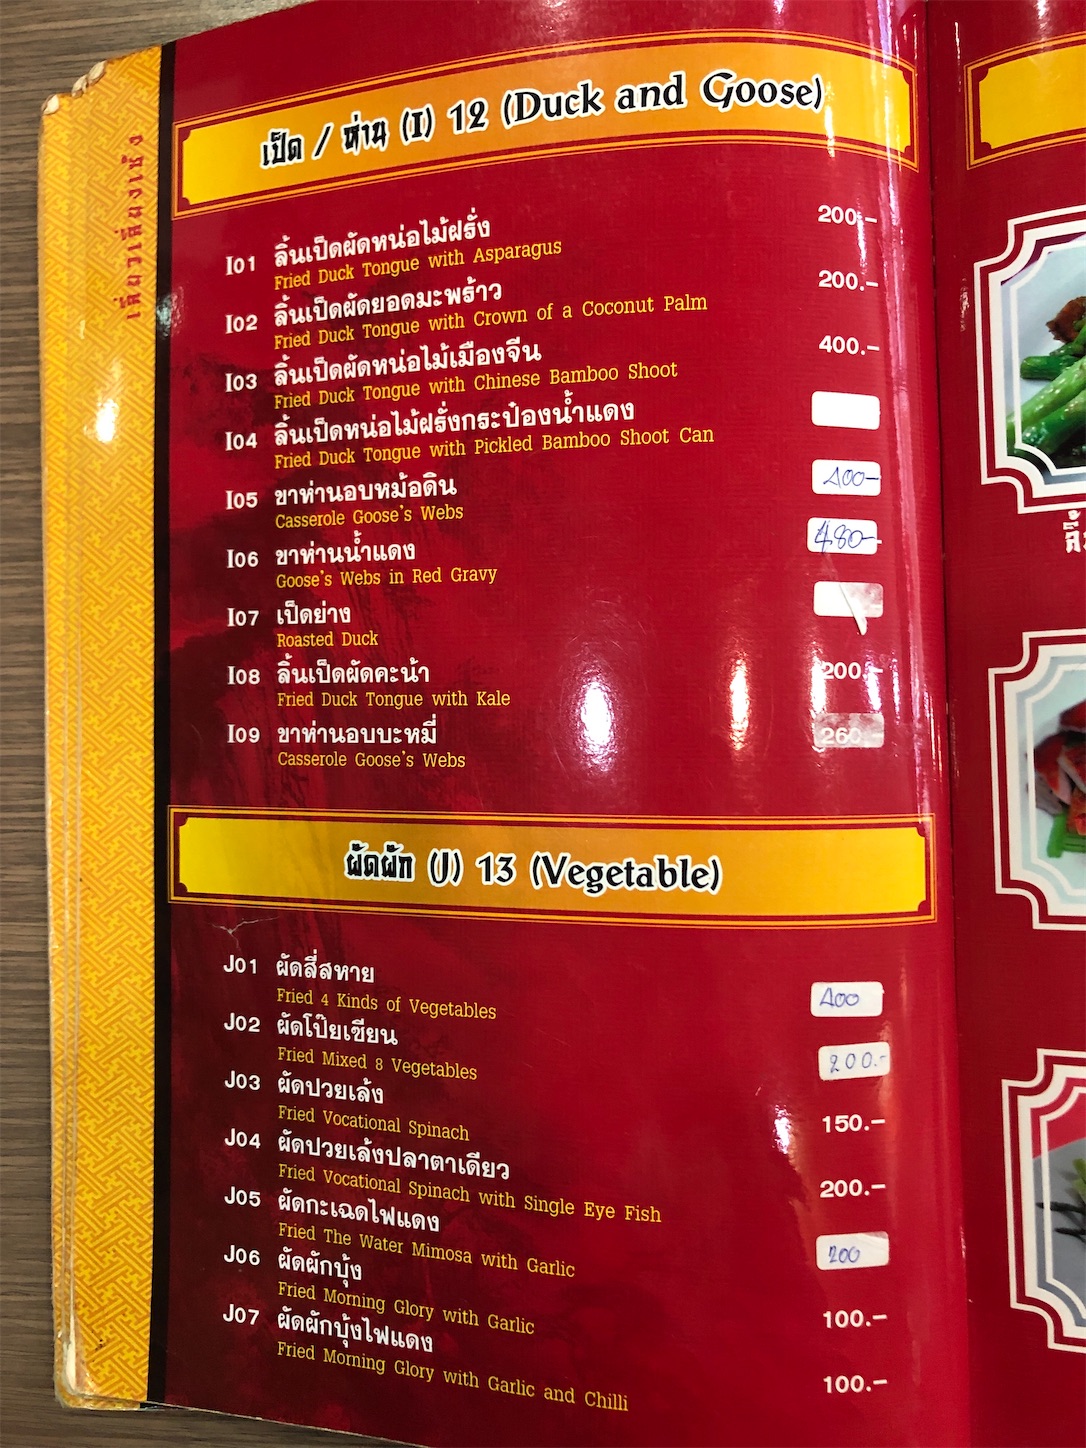 เลี่ยวเลี่ยงเซ้ง
เป็ด / ห่าน (I) 12 (Duck and Goose)
I01 ลิ้นเป็ดผัดหน่อไม้ฝรั่ง 200.-
Fried Duck Tongue with Asparagus
I02 ลิ้นเป็ดผัดยอดมะพร้าว 200.-
Fried Duck Tongue with Crown of a Coconut Palm
I03 ลิ้นเป็ดผัดหน่อไม้เมืองจีน 400.-
Fried Duck Tongue with Chinese Bamboo Shoot
I04 ลิ้นเป็ดหน่อไม้ฝรั่งกระป๋องน้ำแดง
Fried Duck Tongue with Pickled Bamboo Shoot Can
I05 ขาห่านอบหม้อดิน 400-
Casserole Goose's Webs
I06 ขาห่านน้ำแดง 480-
Goose's Webs in Red Gravy
I07 เป็ดย่าง
Roasted Duck
I08 ลิ้นเป็ดผัดคะน้า 200.-
Fried Duck Tongue with Kale
I09 ขาห่านอบบะหมี่ 260.-
Casserole Goose's Webs
ผัดผัก (J) 13 (Vegetable)
J01 ผัดสี่สหาย 400
Fried 4 Kinds of Vegetables
J02 ผัดโป๊ยเซียน 200.-
Fried Mixed 8 Vegetables
J03 ผัดปวยเล้ง 150.-
Fried Vocational Spinach
J04 ผัดปวยเล้งปลาตาเดียว 200.-
Fried Vocational Spinach with Single Eye Fish
J05 ผัดกะเฉดไฟแดง 200
Fried The Water Mimosa with Garlic
J06 ผัดผักบุ้ง 100.-
Fried Morning Glory with Garlic
J07 ผัดผักบุ้งไฟแดง 100.-
Fried Morning Glory with Garlic and Chilli